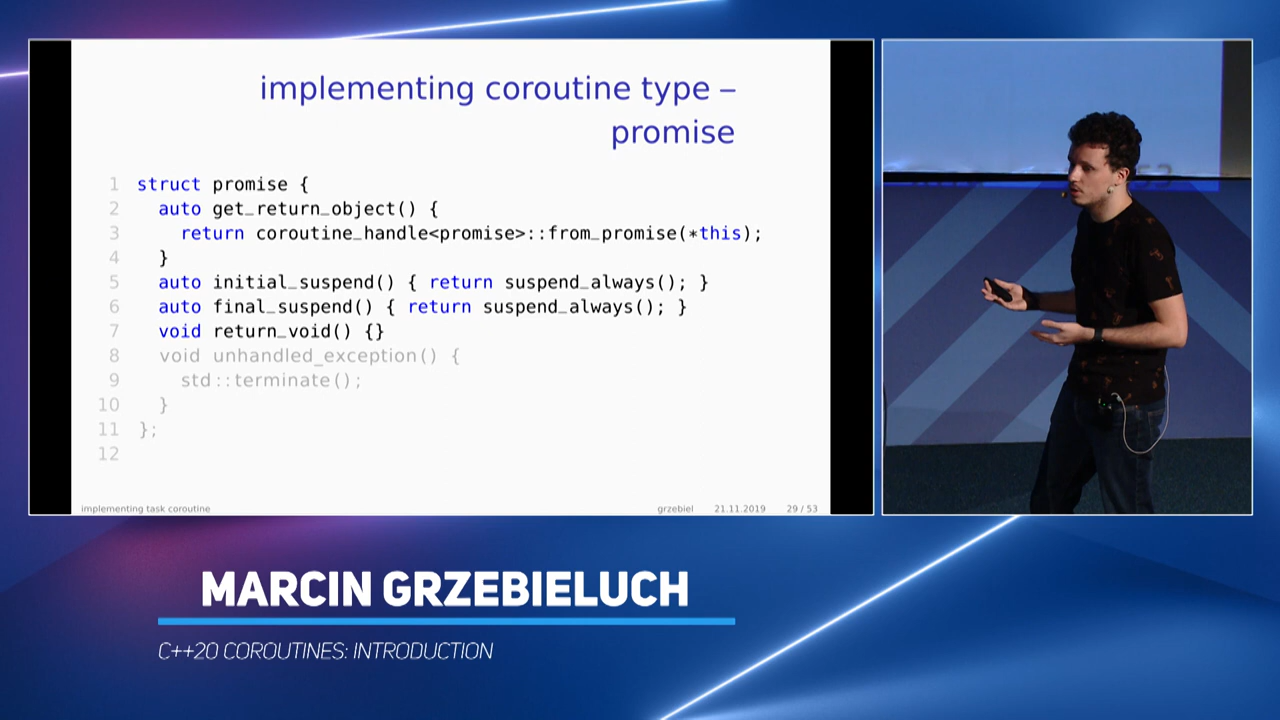 implementing coroutine type –
promise
1 struct promise {
2 auto get_return_object() {
3 return coroutine_handle<promise>::from_promise(*this);
4 }
5 auto initial_suspend() { return suspend_always(); }
6 auto final_suspend() { return suspend_always(); }
7 void return_void() {}
8 void unhandled_exception() {
9 std::terminate();
10 }
11 };
12
implementing task coroutine
grzebiel 21.11.2019 29 / 53
MARCIN GRZEBIELUCH
C++20 COROUTINES: INTRODUCTION